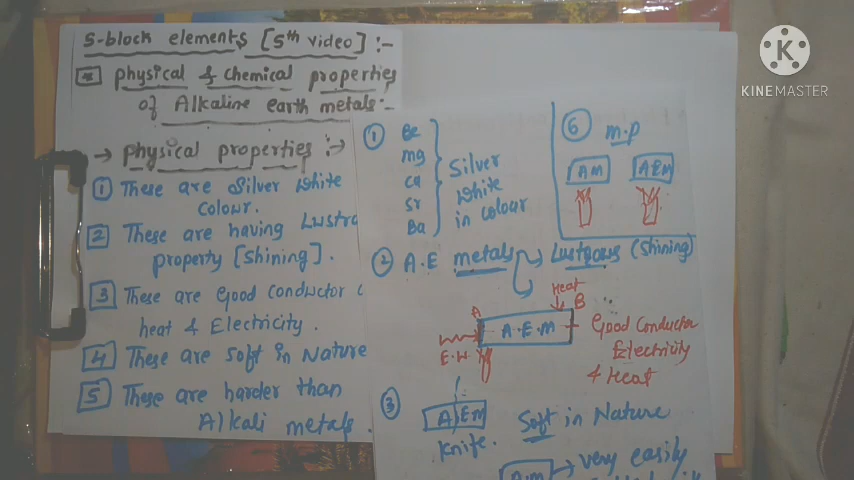 S-block elements [5th video] :-
* physical & chemical properties
of Alkaline earth metals :-
→ physical properties :→
1 These are Silver white
colour.
2 These are having Lustro
property [Shining].
3 These are Good Conductor
heat & Electricity.
4 These are soft in Nature
5 These are harder than
Alkali metals.
1
Be
mg
Ca
Sr
Ba
Silver
white
in colour
6 m.p
AM AEM
2 A.E metals → Lustrous (Shining)
Heat
A B
A.E.M
E.W
Good Conductor
Electricity
& Heat
3 AEM
Knife.
Soft in Nature
AM → very easily
K
KINEMASTER